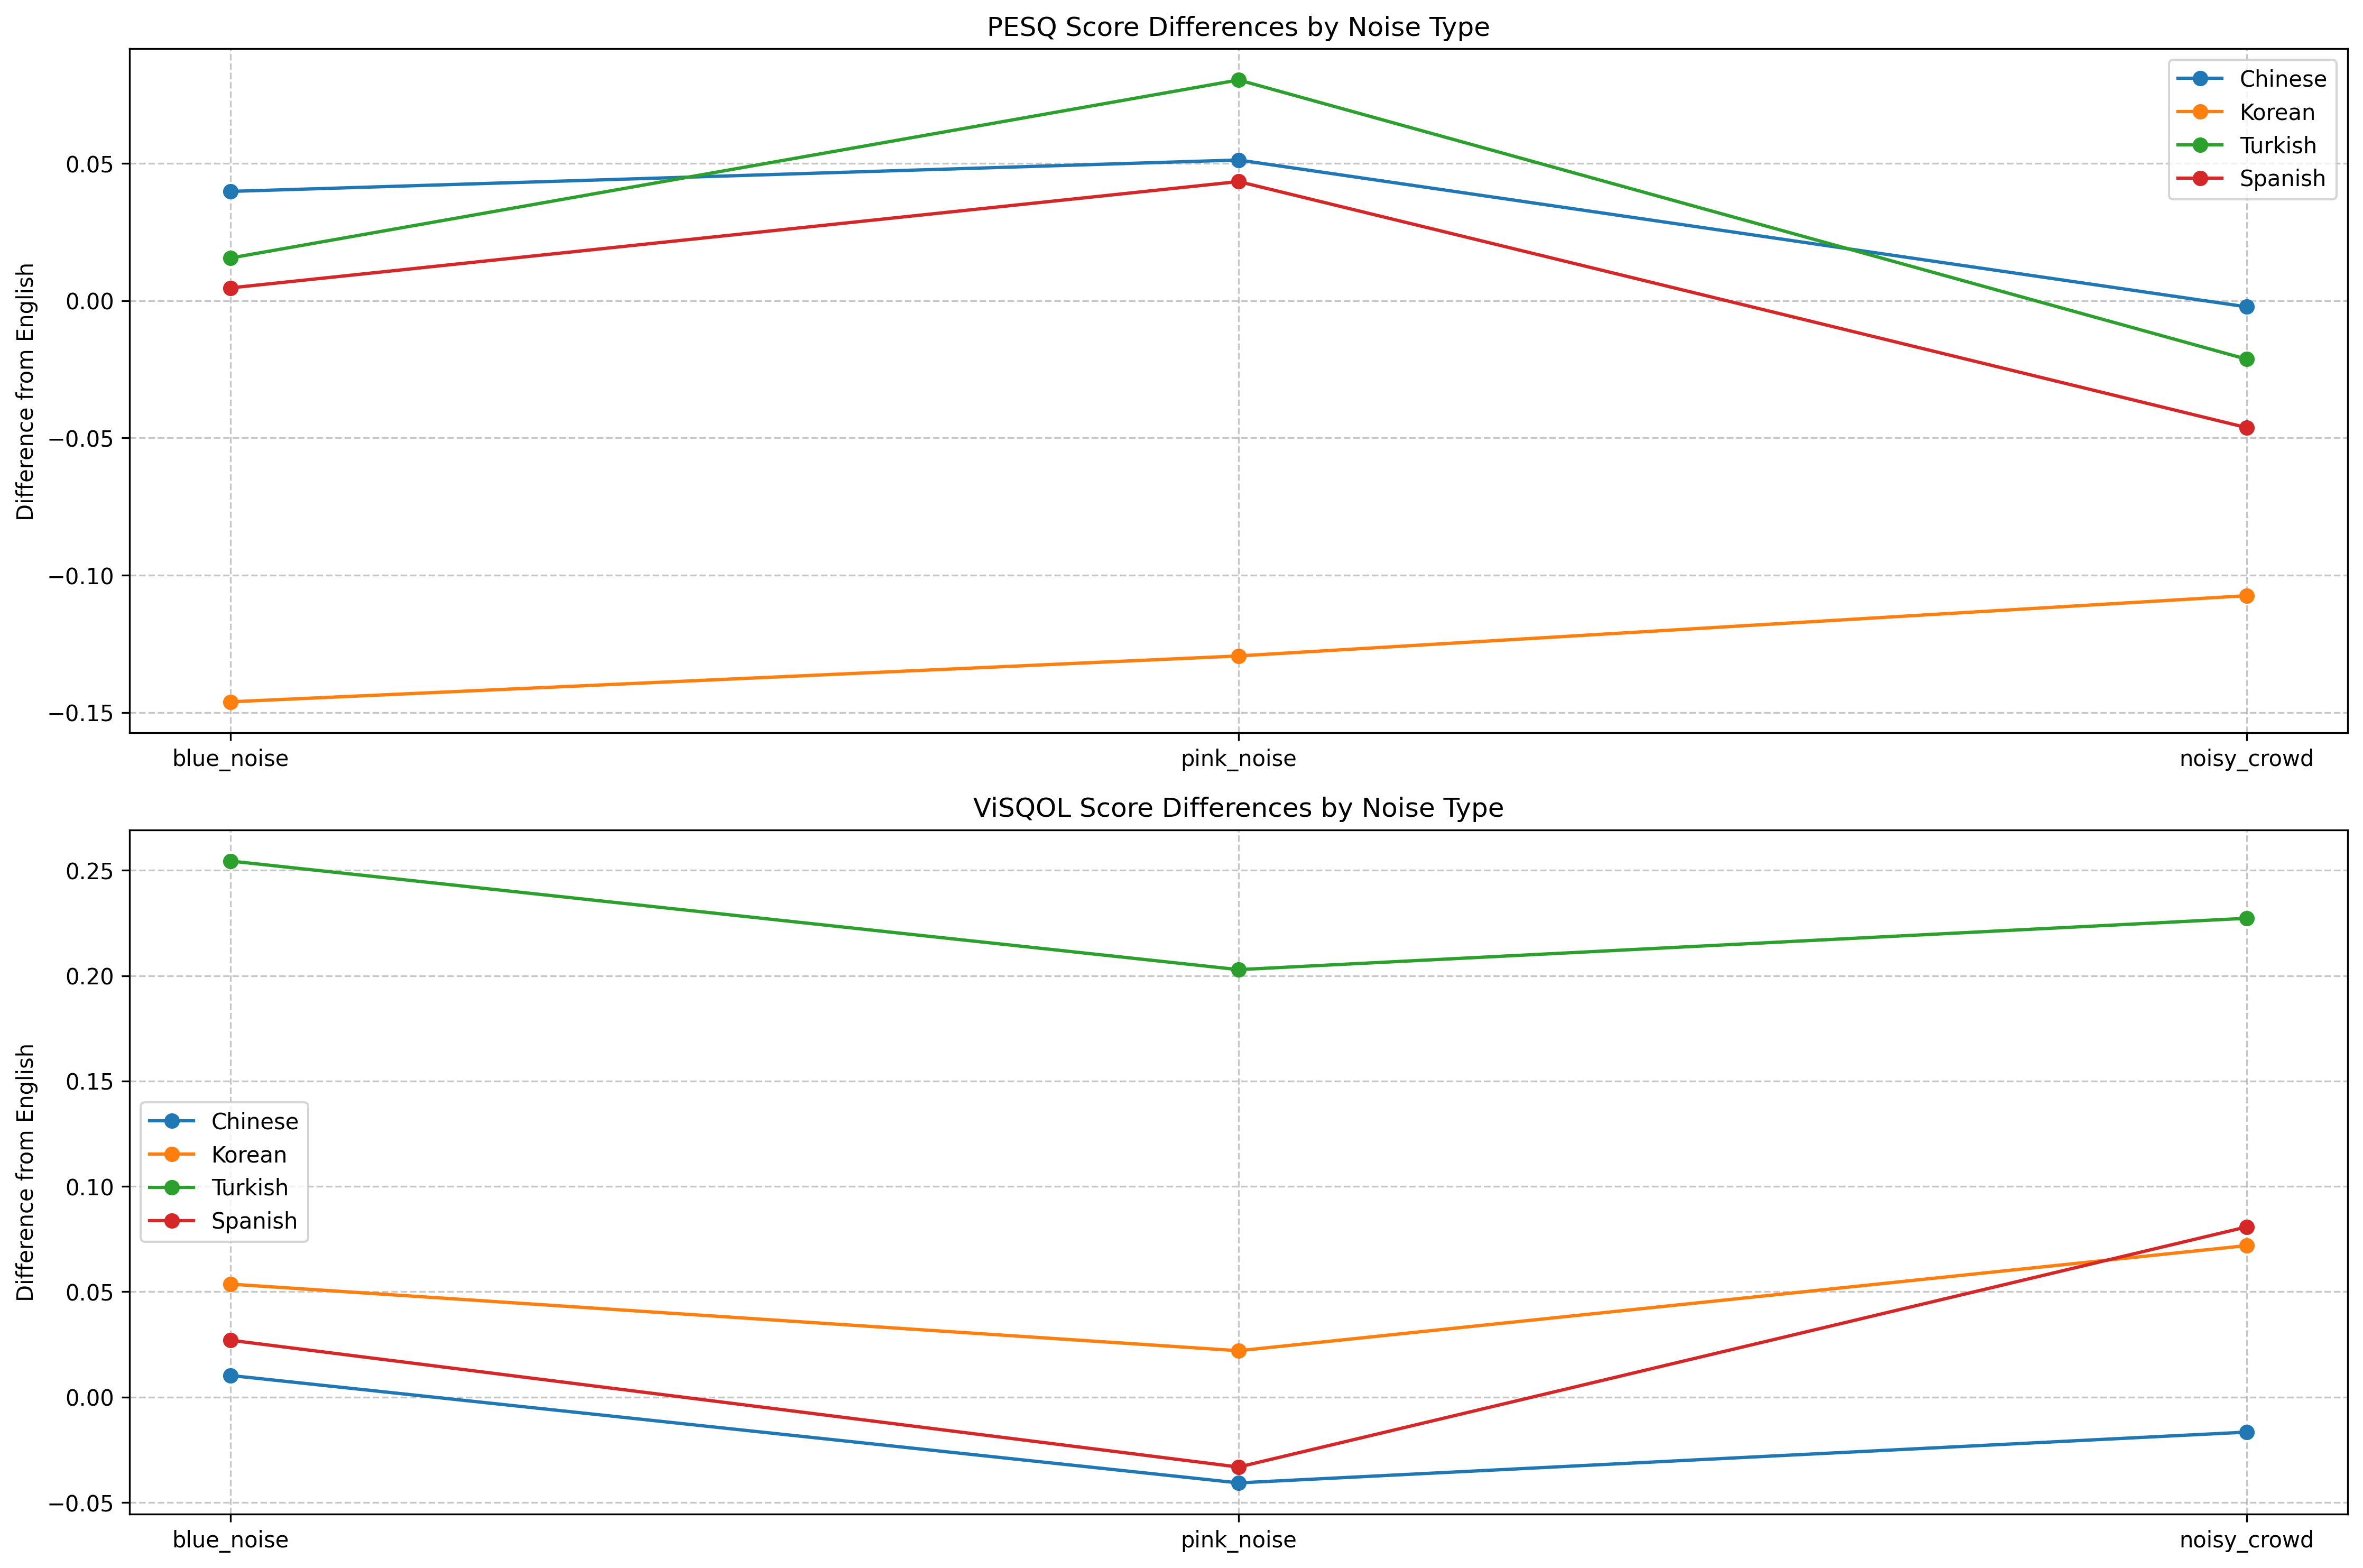 PESQ Score Differences by Noise Type
Difference from English
0.05
0.00
−0.05
−0.10
−0.15
blue_noise
pink_noise
noisy_crowd
Chinese
Korean
Turkish
Spanish
ViSQOL Score Differences by Noise Type
Difference from English
0.25
0.20
0.15
0.10
0.05
0.00
−0.05
blue_noise
pink_noise
noisy_crowd
Chinese
Korean
Turkish
Spanish